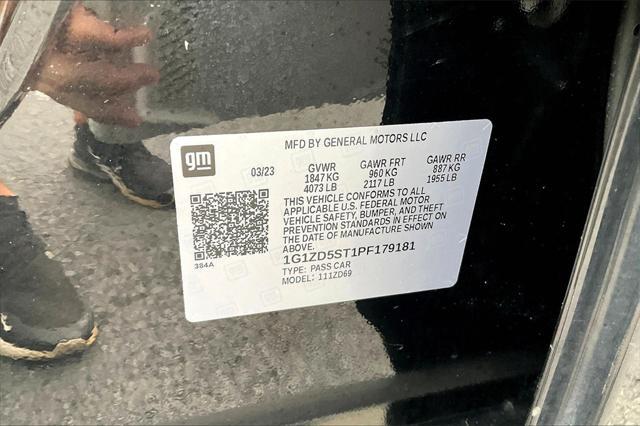 gm
MFD BY GENERAL MOTORS LLC
03/23
GVWR GAWR FRT GAWR RR
1847 KG 960 KG 887 KG
4073 LB 2117 LB 1955 LB
THIS VEHICLE CONFORMS TO ALL
APPLICABLE U.S. FEDERAL MOTOR
VEHICLE SAFETY, BUMPER, AND THEFT
PREVENTION STANDARDS IN EFFECT ON
THE DATE OF MANUFACTURE SHOWN
ABOVE.
384A
1G1ZD5ST1PF179181
TYPE: PASS CAR
MODEL: 111ZD69